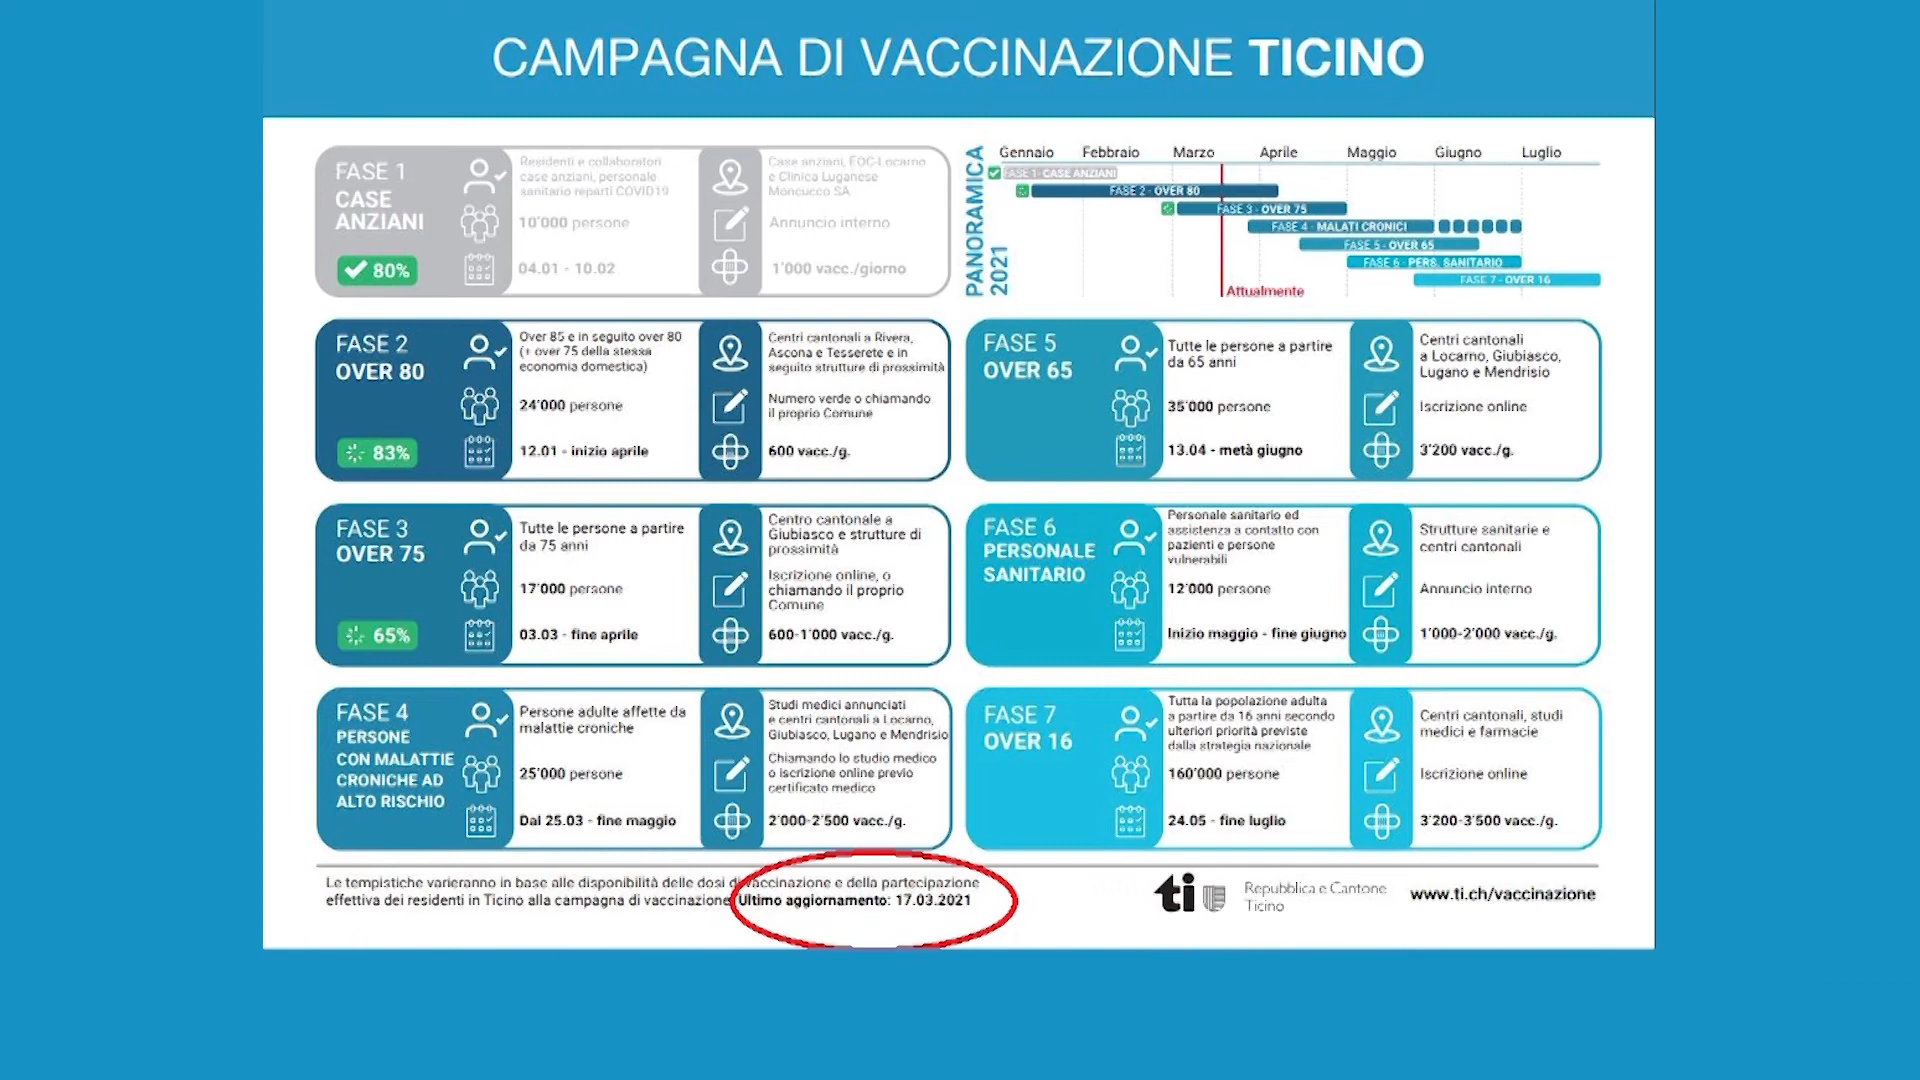 CAMPAGNA DI VACCINAZIONE TICINO
FASE 1
CASE
ANZIANI
80%
Residenti e collaboratori
case anziani, personale
sanitario reparti COVID19
10'000 persone
04.01 - 10.02
Case anziani, EOC-Locarno
e Clinica Luganese
Moncucco SA
Annuncio interno
1'000 vacc./giorno
PANORAMICA
2021
Gennaio Febbraio Marzo Aprile Maggio Giugno Luglio
FASE 1- CASE ANZIANI
FASE 2 - OVER 80
FASE 3 - OVER 75
FASE 4 - MALATI CRONICI
FASE 5 - OVER 65
FASE 6 - PERS. SANITARIO
FASE 7 - OVER 16
Attualmente
FASE 2
OVER 80
83%
Over 85 e in seguito over 80
(+ over 75 della stessa
economia domestica)
24'000 persone
12.01 - inizio aprile
Centri cantonali a Rivera,
Ascona e Tesserete e in
seguito strutture di prossimità
Numero verde o chiamando
il proprio Comune
600 vacc./g.
FASE 5
OVER 65
Tutte le persone a partire
da 65 anni
35'000 persone
13.04 - metà giugno
Centri cantonali
a Locarno, Giubiasco,
Lugano e Mendrisio
Iscrizione online
3'200 vacc./g.
FASE 3
OVER 75
65%
Tutte le persone a partire
da 75 anni
17'000 persone
03.03 - fine aprile
Centro cantonale a
Giubiasco e strutture di
prossimità
Iscrizione online, o
chiamando il proprio
Comune
600-1'000 vacc./g.
FASE 6
PERSONALE
SANITARIO
Personale sanitario ed
assistenza a contatto con
pazienti e persone
vulnerabili
12'000 persone
Inizio maggio - fine giugno
Strutture sanitarie e
centri cantonali
Annuncio interno
1'000-2'000 vacc./g.
FASE 4
PERSONE
CON MALATTIE
CRONICHE AD
ALTO RISCHIO
Persone adulte affette da
malattie croniche
25'000 persone
Dal 25.03 - fine maggio
Studi medici annunciati
e centri cantonali a Locarno,
Giubiasco, Lugano e Mendrisio
Chiamando lo studio medico
o iscrizione online previo
certificato medico
2'000-2'500 vacc./g.
FASE 7
OVER 16
Tutta la popolazione adulta
a partire da 16 anni secondo
ulteriori priorità previste
dalla strategia nazionale
160'000 persone
24.05 - fine luglio
Centri cantonali, studi
medici e farmacie
Iscrizione online
3'200-3'500 vacc./g.
Le tempistiche varieranno in base alle disponibilità delle dosi di vaccinazione e della partecipazione
effettiva dei residenti in Ticino alla campagna di vaccinazione. Ultimo aggiornamento: 17.03.2021
ti
Repubblica e Cantone
Ticino
www.ti.ch/vaccinazione